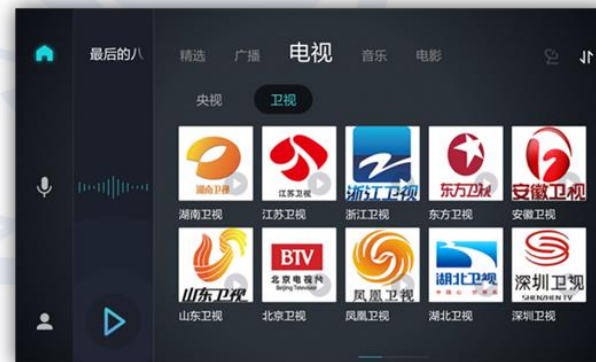 最后的八
精选 广播 电视 音乐 电影
央视 卫视
湖南卫视 江苏卫视 浙江卫视 东方卫视 安徽卫视
湖南卫视 江苏卫视 浙江卫视 东方卫视 安徽卫视
山东卫视 BTV 凤凰卫视 湖北卫视 深圳卫视
北京电视台
Beijing Television
SHENZHEN TV
山东卫视 北京卫视 凤凰卫视 湖北卫视 深圳卫视